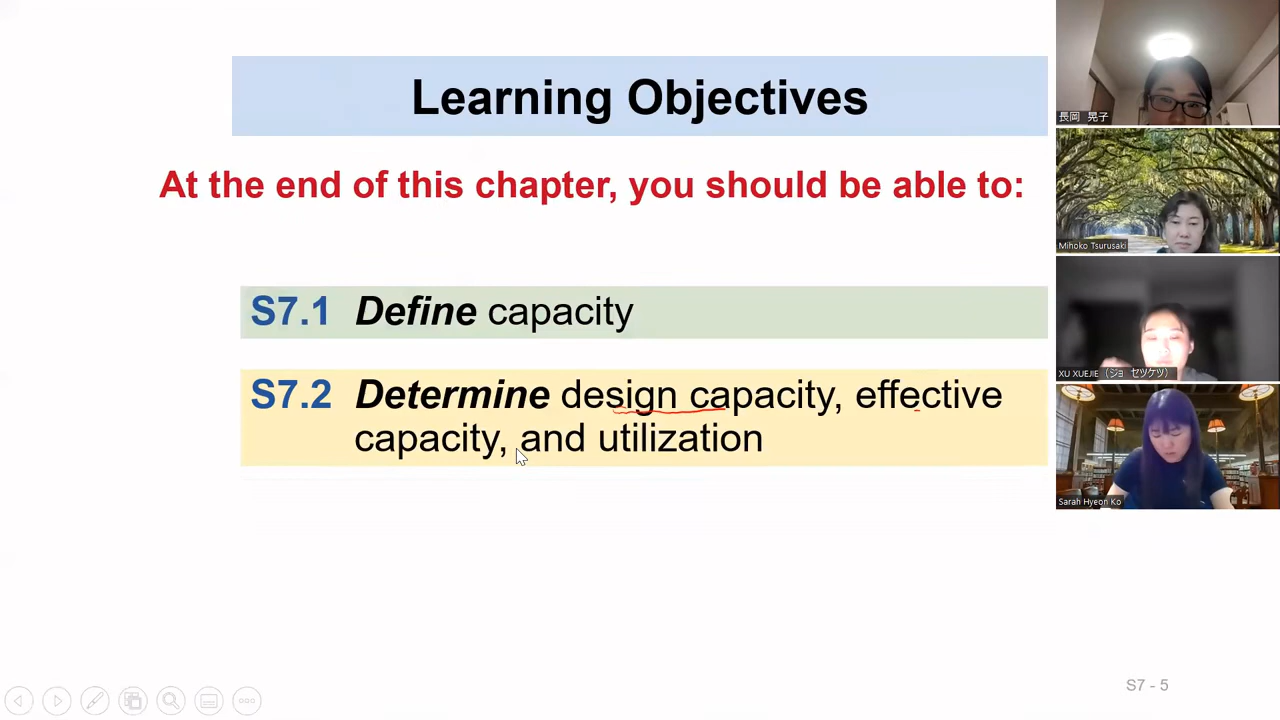 Learning Objectives
At the end of this chapter, you should be able to:
S7.1 Define capacity
S7.2 Determine design capacity, effective
capacity, and utilization
S7 - 5
長岡 晃子
Mihoko Tsurusaki
XU XUEJIE（ジョ セツケツ）
Sarah Hyeon Ko